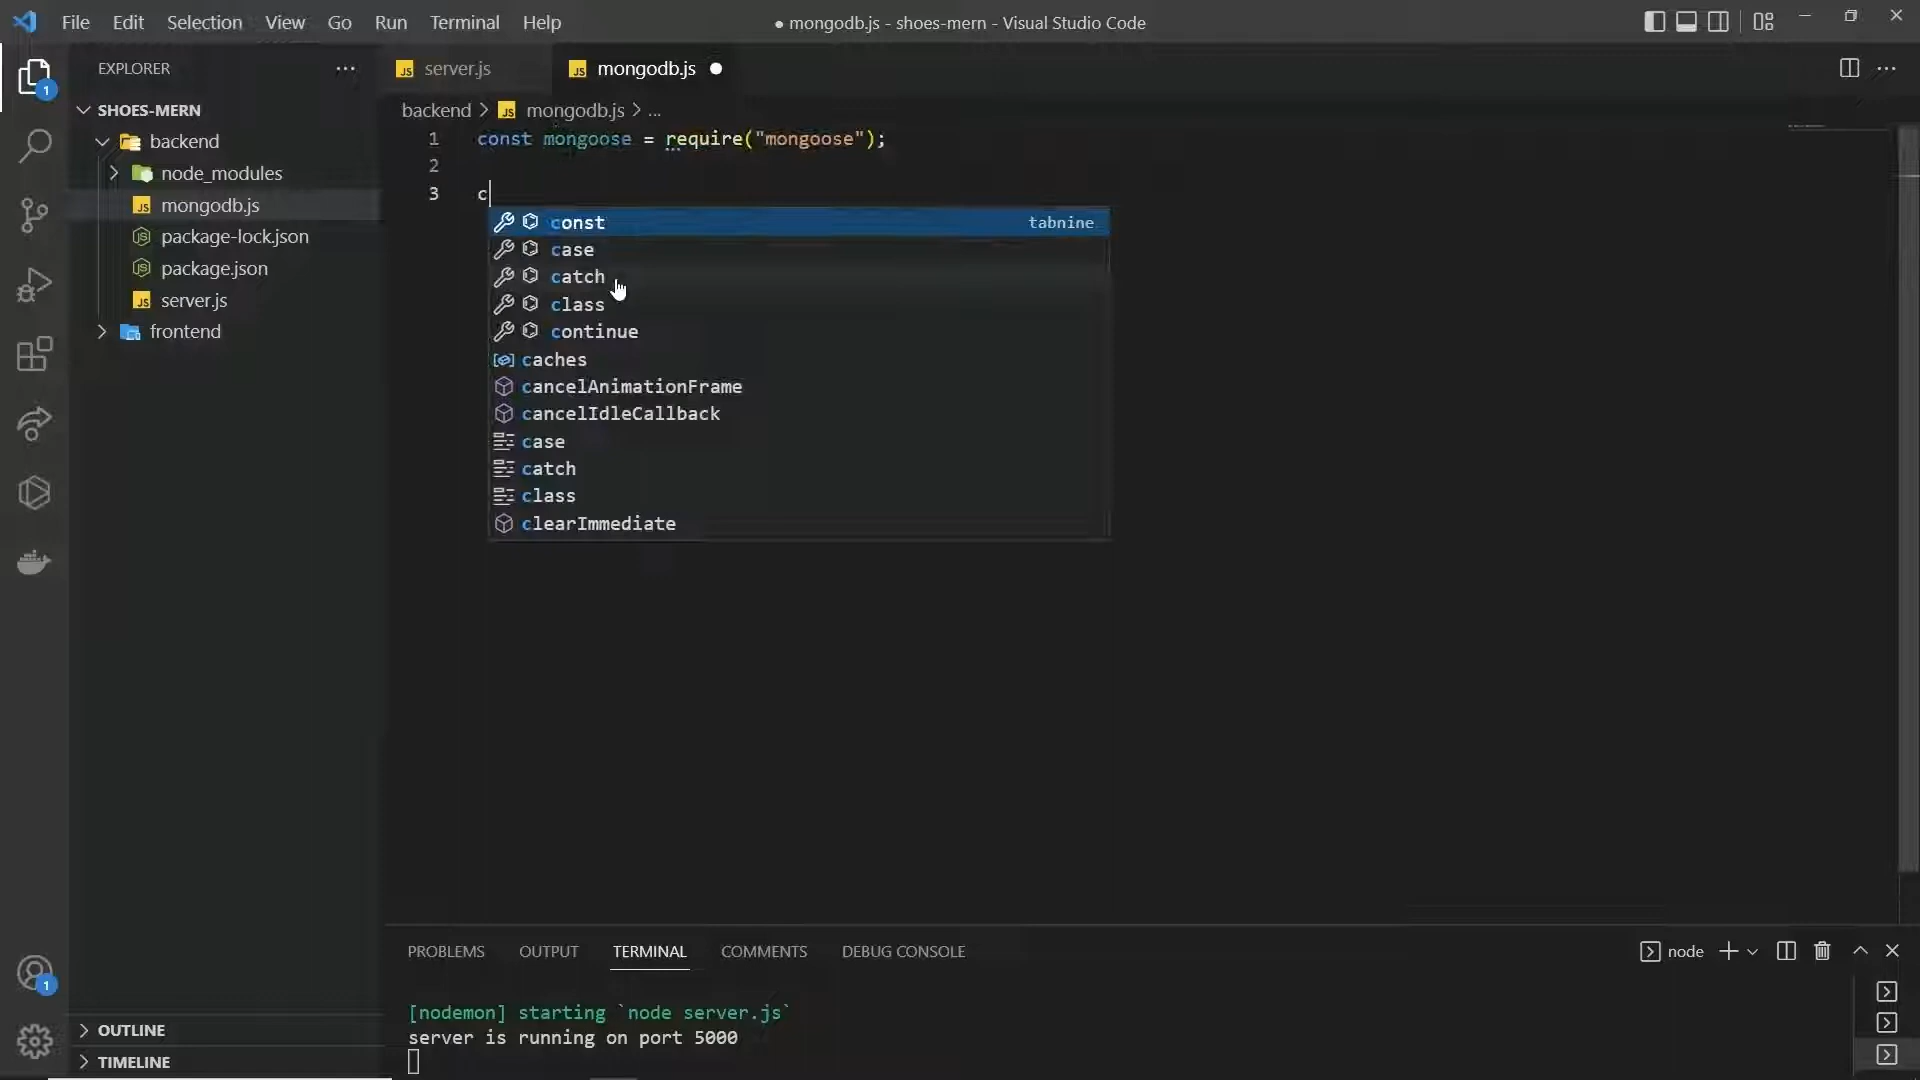 File Edit Selection View Go Run Terminal Help
● mongodb.js - shoes-mern - Visual Studio Code
EXPLORER
SHOES-MERN
backend
node_modules
mongodb.js
package-lock.json
package.json
server.js
frontend
OUTLINE
TIMELINE
1
1
server.js
mongodb.js
backend > mongodb.js > ...
1 const mongoose = require("mongoose");
2
3 c
const tabnine
case
catch
class
continue
caches
cancelAnimationFrame
cancelIdleCallback
case
catch
class
clearImmediate
PROBLEMS OUTPUT TERMINAL COMMENTS DEBUG CONSOLE
node
[nodemon] starting `node server.js`
server is running on port 5000